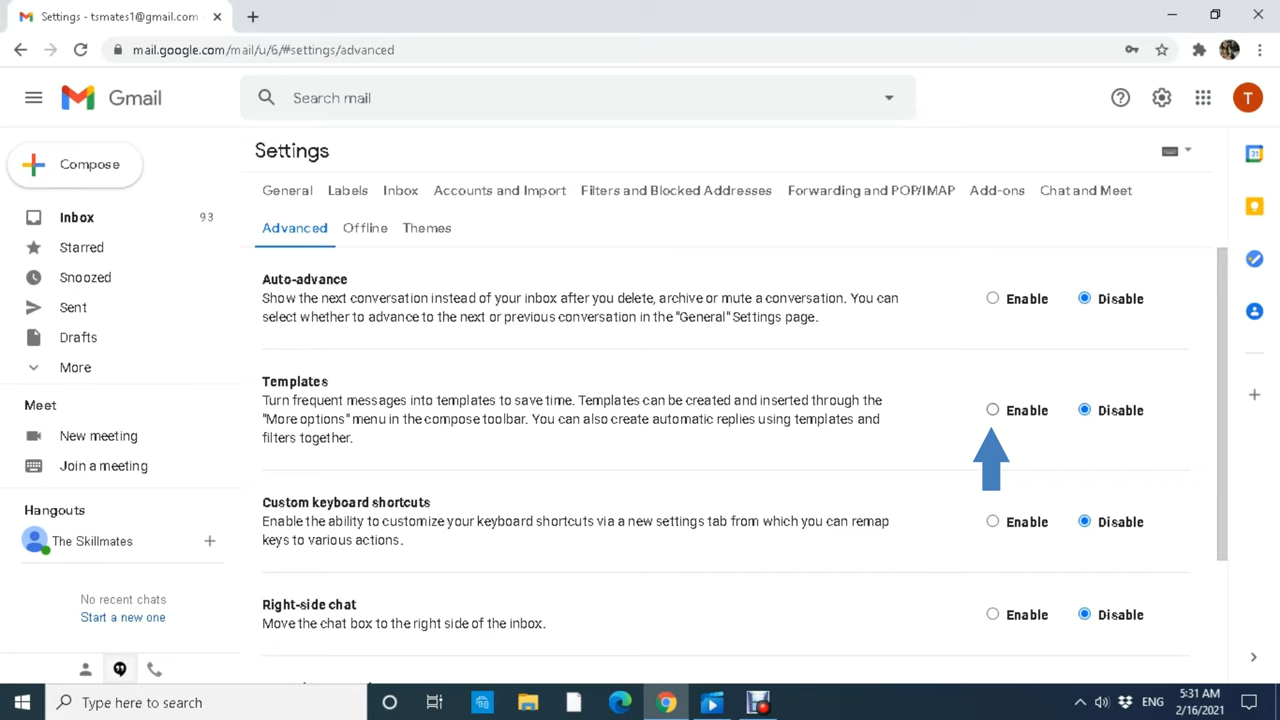 Settings - tsmates1@gmail.com
mail.google.com/mail/u/6/#settings/advanced
Gmail
Search mail
T
Compose
Inbox 93
Starred
Snoozed
Sent
Drafts
More
Meet
New meeting
Join a meeting
Hangouts
The Skillmates
No recent chats
Start a new one
Settings
General Labels Inbox Accounts and Import Filters and Blocked Addresses Forwarding and POP/IMAP Add-ons Chat and Meet
Advanced Offline Themes
Auto-advance
Show the next conversation instead of your inbox after you delete, archive or mute a conversation. You can
select whether to advance to the next or previous conversation in the "General" Settings page.
Enable Disable
Templates
Turn frequent messages into templates to save time. Templates can be created and inserted through the
"More options" menu in the compose toolbar. You can also create automatic replies using templates and
filters together.
Enable Disable
Custom keyboard shortcuts
Enable the ability to customize your keyboard shortcuts via a new settings tab from which you can remap
keys to various actions.
Enable Disable
Right-side chat
Move the chat box to the right side of the inbox.
Enable Disable
31
Type here to search
ENG
5:31 AM
2/16/2021